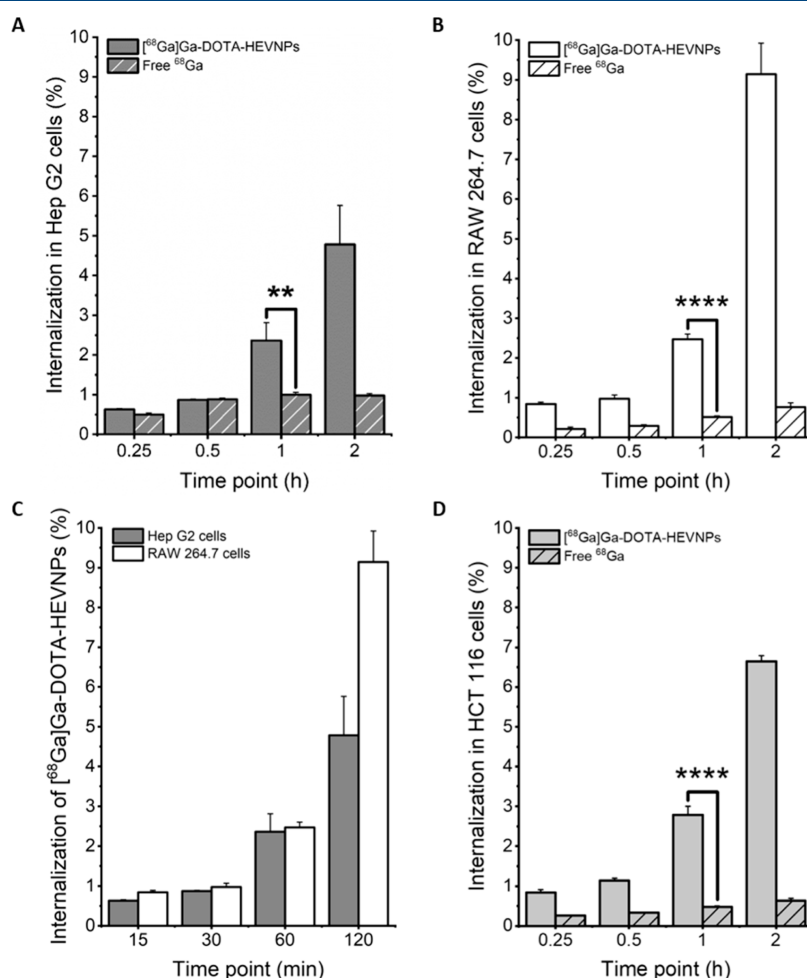 A
[⁶⁸Ga]Ga-DOTA-HEVNPs
Free ⁶⁸Ga
Internalization in Hep G2 cells (%)
10
9
8
7
6
5
4
3
2
1
0
**
0.25 0.5 1 2
Time point (h)
B
[⁶⁸Ga]Ga-DOTA-HEVNPs
Free ⁶⁸Ga
Internalization in RAW 264.7 cells (%)
10
9
8
7
6
5
4
3
2
1
0
****
0.25 0.5 1 2
Time point (h)
C
Hep G2 cells
RAW 264.7 cells
Internalization of [⁶⁸Ga]Ga-DOTA-HEVNPs (%)
10
9
8
7
6
5
4
3
2
1
0
15 30 60 120
Time point (min)
D
[⁶⁸Ga]Ga-DOTA-HEVNPs
Free ⁶⁸Ga
Internalization in HCT 116 cells (%)
10
9
8
7
6
5
4
3
2
1
0
****
0.25 0.5 1 2
Time point (h)